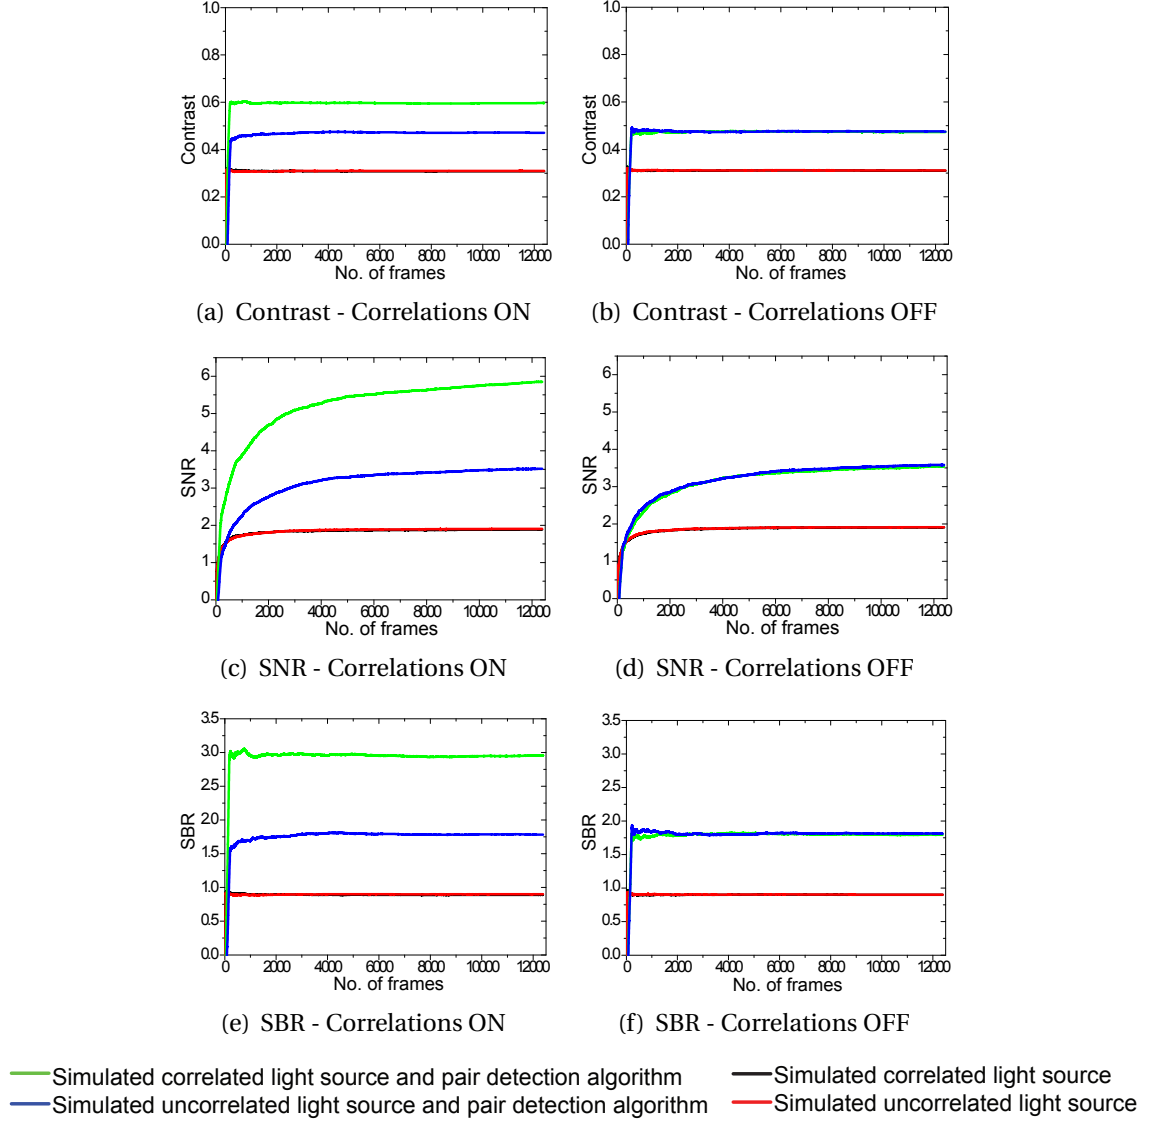 1.0
0.8
0.6
0.4
0.2
0.0
Contrast
0 2000 4000 6000 8000 10000 12000
No. of frames
(a) Contrast - Correlations ON
1.0
0.8
0.6
0.4
0.2
0.0
Contrast
0 2000 4000 6000 8000 10000 12000
No. of frames
(b) Contrast - Correlations OFF
6
5
4
3
2
1
0
SNR
0 2000 4000 6000 8000 10000 12000
No. of frames
(c) SNR - Correlations ON
6
5
4
3
2
1
0
SNR
0 2000 4000 6000 8000 10000 12000
No. of frames
(d) SNR - Correlations OFF
3.5
3.0
2.5
2.0
1.5
1.0
0.5
0.0
SBR
0 2000 4000 6000 8000 10000 12000
No. of frames
(e) SBR - Correlations ON
3.5
3.0
2.5
2.0
1.5
1.0
0.5
0.0
SBR
0 2000 4000 6000 8000 10000 12000
No. of frames
(f) SBR - Correlations OFF
Simulated correlated light source and pair detection algorithm
Simulated uncorrelated light source and pair detection algorithm
Simulated correlated light source
Simulated uncorrelated light source